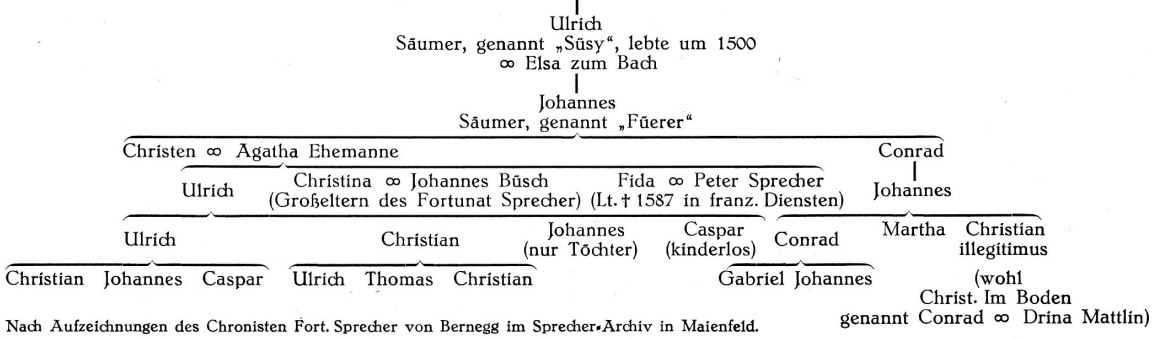 Ulrich
Säumer, genannt „Süsy“, lebte um 1500
∞ Elsa zum Bach
Johannes
Säumer, genannt „Füerer“
Christen ∞ Agatha Ehemanne Conrad
Ulrich Christina ∞ Johannes Büsch Fida ∞ Peter Sprecher Johannes
(Großeltern des Fortunat Sprecher) (Lt. † 1587 in franz. Diensten)
Ulrich Christian Johannes Caspar Conrad Martha Christian
(nur Töchter) (kinderlos) illegitimus
Christian Johannes Caspar Ulrich Thomas Christian Gabriel Johannes (wohl
Christ. Im Boden
genannt Conrad ∞ Drina Mattlin)
Nach Aufzeichnungen des Chronisten Fort. Sprecher von Bernegg im Sprecher-Archiv in Maienfeld.